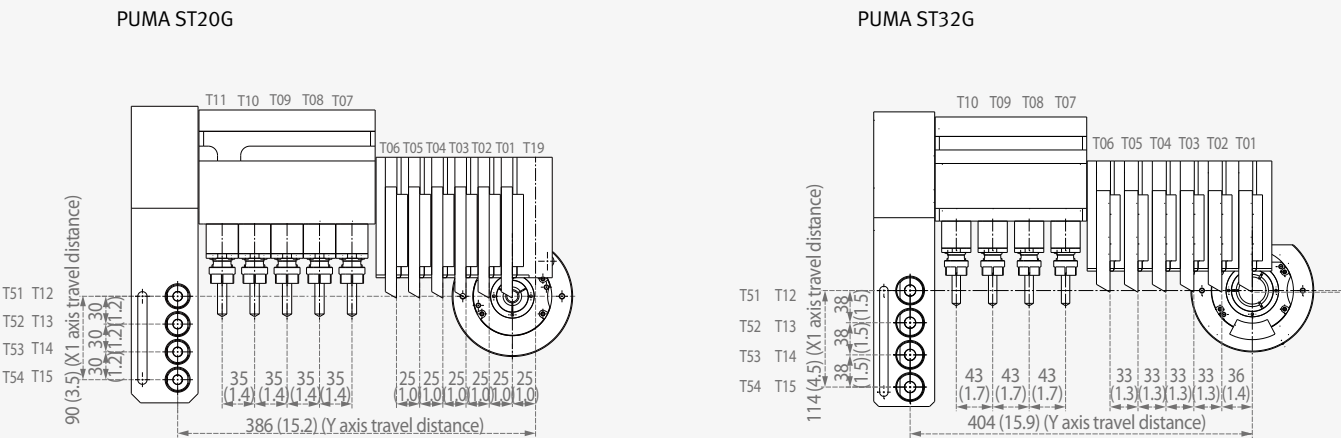 PUMA ST20G
T11 T10 T09 T08 T07
T06 T05 T04 T03 T02 T01 T19
T51 T12
T52 T13
T53 T14
T54 T15
90 (3.5) (X1 axis travel distance)
30 30 30
(1.2)(1.2)(1.2)
35 35 35 35
(1.4) (1.4) (1.4) (1.4)
25 25 25 25 25 25
(1.0) (1.0) (1.0) (1.0) (1.0) (1.0)
386 (15.2) (Y axis travel distance)
PUMA ST32G
T10 T09 T08 T07
T06 T05 T04 T03 T02 T01
T51 T12
T52 T13
T53 T14
T54 T15
114 (4.5) (X1 axis travel distance)
38 38 38
(1.5) (1.5) (1.5)
43 43 43
(1.7) (1.7) (1.7)
33 33 33 33 36
(1.3) (1.3) (1.3) (1.3) (1.4)
404 (15.9) (Y axis travel distance)